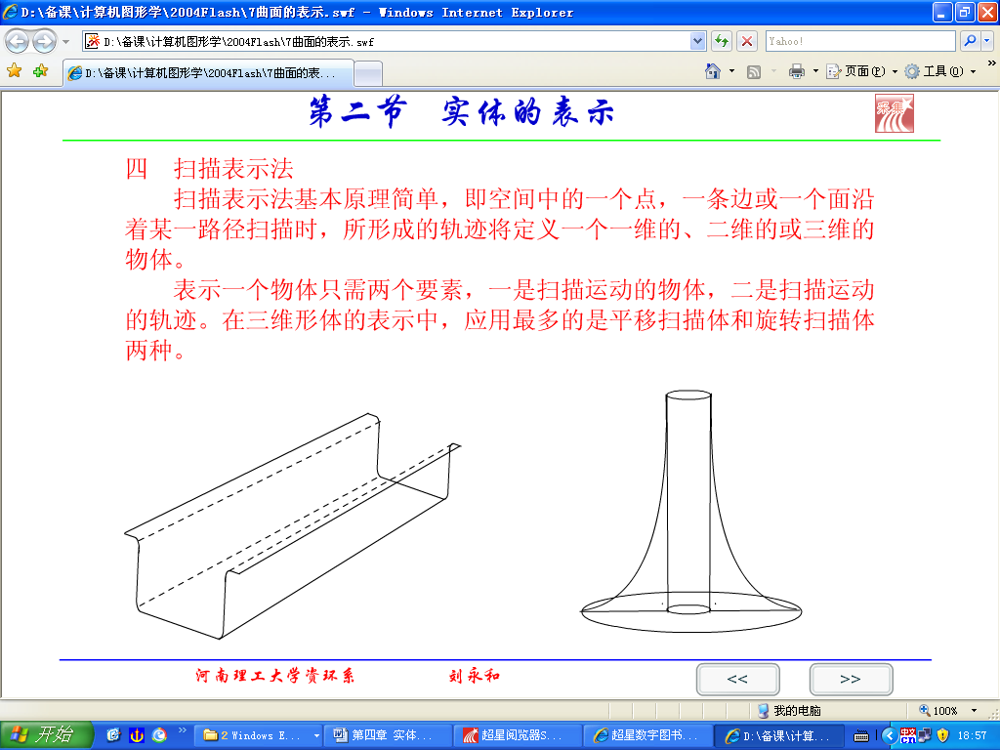 D:\备课\计算机图形学\2004Flash\7曲面的表示.swf - Windows Internet Explorer
D:\备课\计算机图形学\2004Flash\7曲面的表示.swf
Yahoo!
D:\备课\计算机图形学\2004Flash\7曲面的表...
页面(P)
工具(O)
第二节 实体的表示
采集
四 扫描表示法
扫描表示法基本原理简单，即空间中的一个点，一条边或一个面沿
着某一路径扫描时，所形成的轨迹将定义一个一维的、二维的或三维的
物体。
表示一个物体只需两个要素，一是扫描运动的物体，二是扫描运动
的轨迹。在三维形体的表示中，应用最多的是平移扫描体和旋转扫描体
两种。
河南理工大学资环系 刘永和
<< >>
我的电脑 100%
开始
2 Windows E...
第四章 实体...
超星阅览器S...
超星数字图书...
D:\备课\计算...
18:57